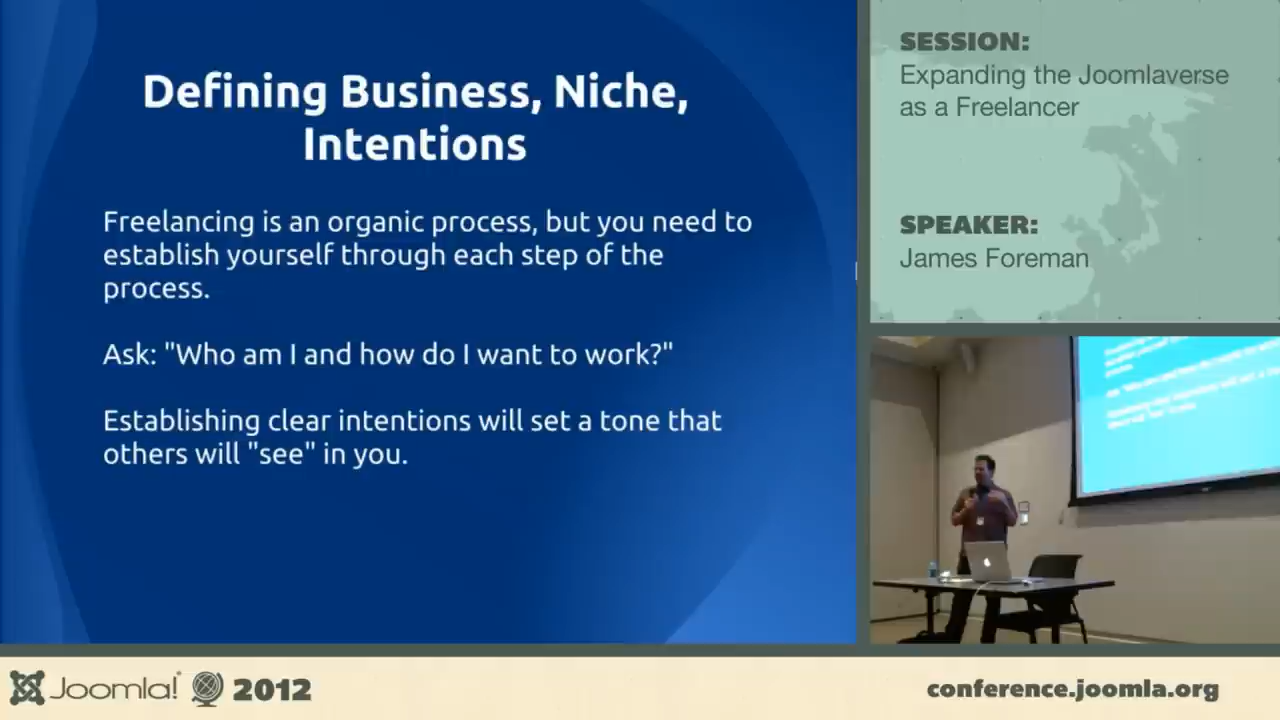 Defining Business, Niche,
Intentions
Freelancing is an organic process, but you need to
establish yourself through each step of the
process.
Ask: "Who am I and how do I want to work?"
Establishing clear intentions will set a tone that
others will "see" in you.
SESSION:
Expanding the Joomlaverse
as a Freelancer
SPEAKER:
James Foreman
Joomla! 2012
conference.joomla.org